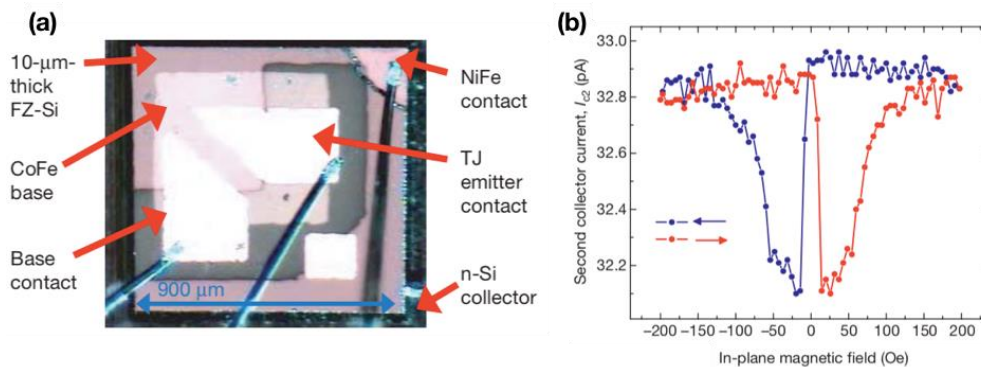 (a)
10-μm-
thick
FZ-Si
CoFe
base
Base
contact
NiFe
contact
TJ
emitter
contact
n-Si
collector
900 μm
(b)
Second collector current, I_c2 (pA)
33.0
32.8
32.6
32.4
32.2
-200 -150 -100 -50 0 50 100 150 200
In-plane magnetic field (Oe)